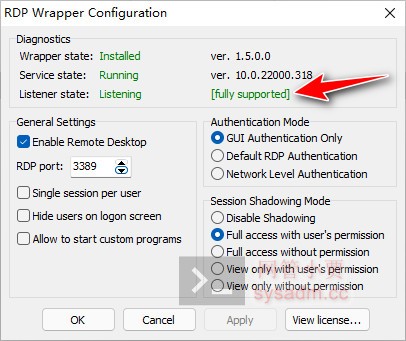 RDP Wrapper Configuration
Diagnostics
Wrapper state: Installed ver. 1.5.0.0
Service state: Running ver. 10.0.22000.318
Listener state: Listening [fully supported]
General Settings
Enable Remote Desktop
RDP port: 3389
Single session per user
Hide users on logon screen
Allow to start custom programs
Authentication Mode
GUI Authentication Only
Default RDP Authentication
Network Level Authentication
Session Shadowing Mode
Disable Shadowing
Full access with user's permission
Full access without permission
View only with user's permission
View only without permission
网管小贾
sysadm.cc
OK Cancel Apply View license...